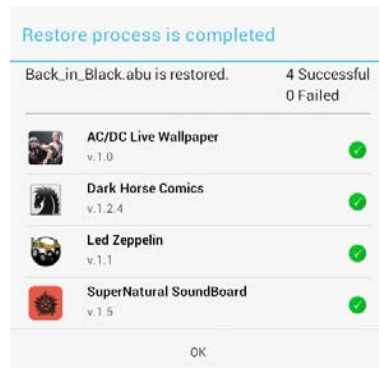 Restore process is completed
Back_in_Black.abu is restored. 4 Successful
0 Failed
AC/DC Live Wallpaper
v.1.0
Dark Horse Comics
v.1.2.4
Led Zeppelin
v.1.1
SuperNatural SoundBoard
v.1.5
OK